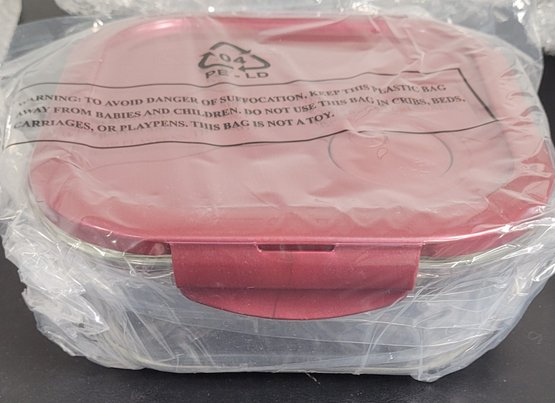 04
PE-LD
WARNING: TO AVOID DANGER OF SUFFOCATION, KEEP THIS PLASTIC BAG
AWAY FROM BABIES AND CHILDREN. DO NOT USE THIS BAG IN CRIBS, BEDS,
CARRIAGES, OR PLAYPENS. THIS BAG IS NOT A TOY.